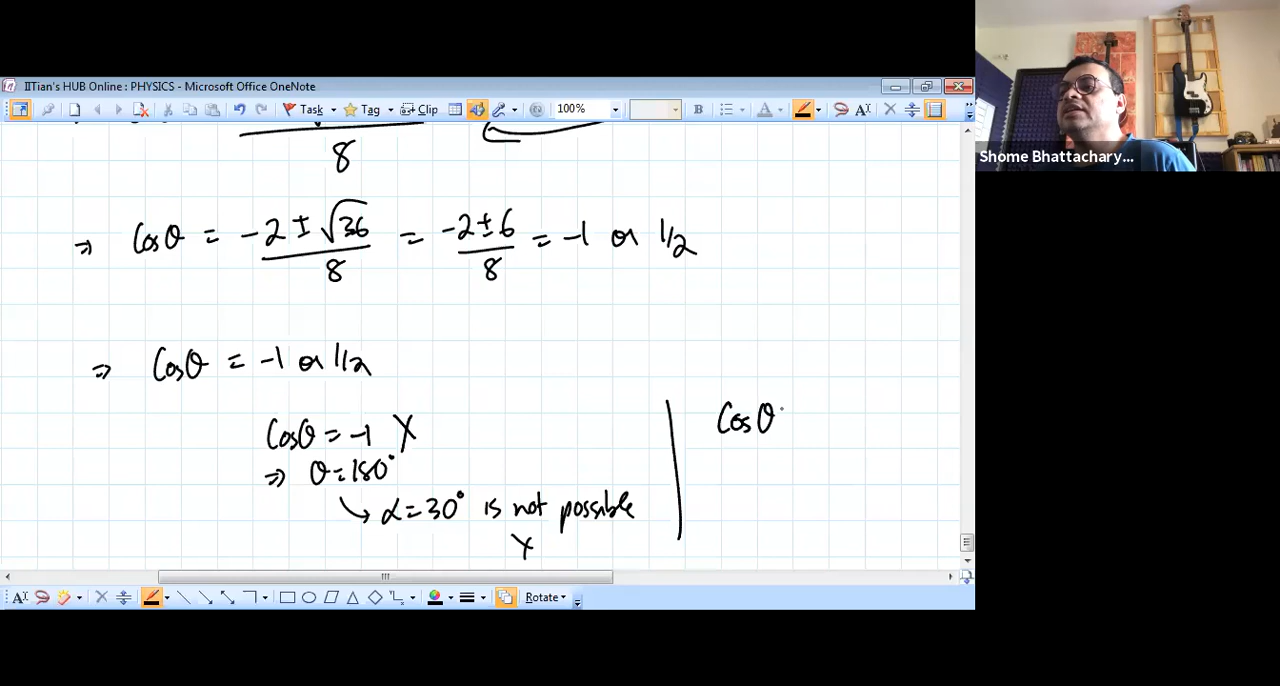 IITian's HUB Online : PHYSICS - Microsoft Office OneNote
Task Tag Clip 100% B A
8
⇒ Cosθ = -2 ± √36 / 8 = -2 ± 6 / 8 = -1 or 1/2
⇒ Cosθ = -1 or 1/2
Cosθ = -1 X
⇒ θ = 180°
↳ α = 30° is not possible
X
Cosθ
Rotate
Shome Bhattachary...